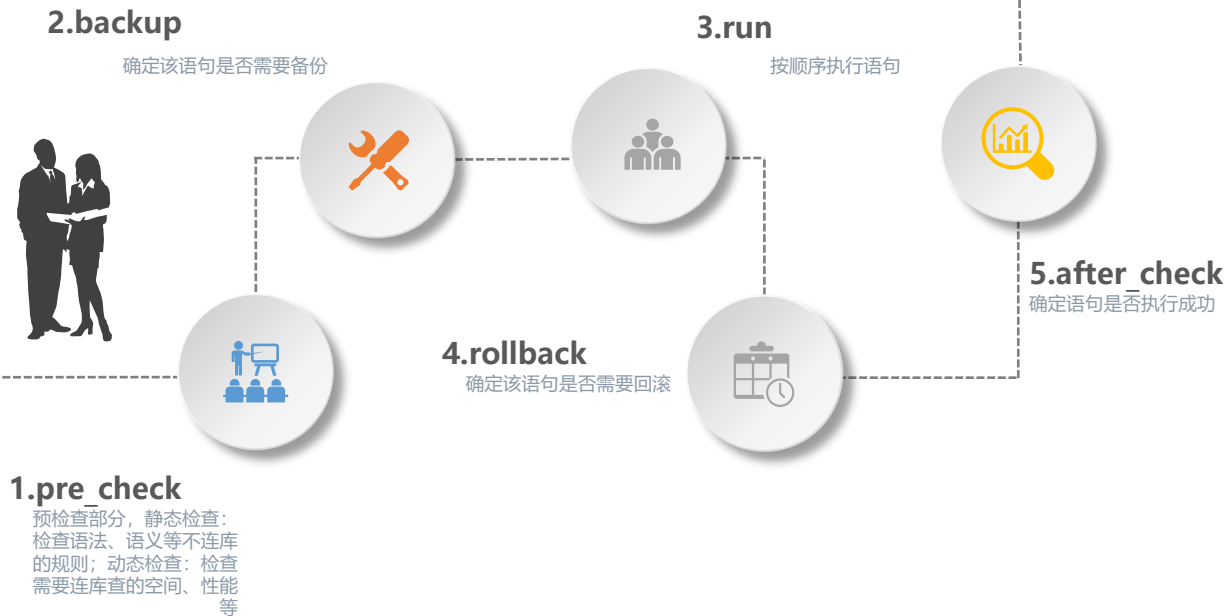 2.backup
确定该语句是否需要备份
3.run
按顺序执行语句
5.after_check
确定语句是否执行成功
4.rollback
确定该语句是否需要回滚
1.pre_check
预检查部分，静态检查：
检查语法、语义等不连库
的规则；动态检查：检查
需要连库查的空间、性能
等